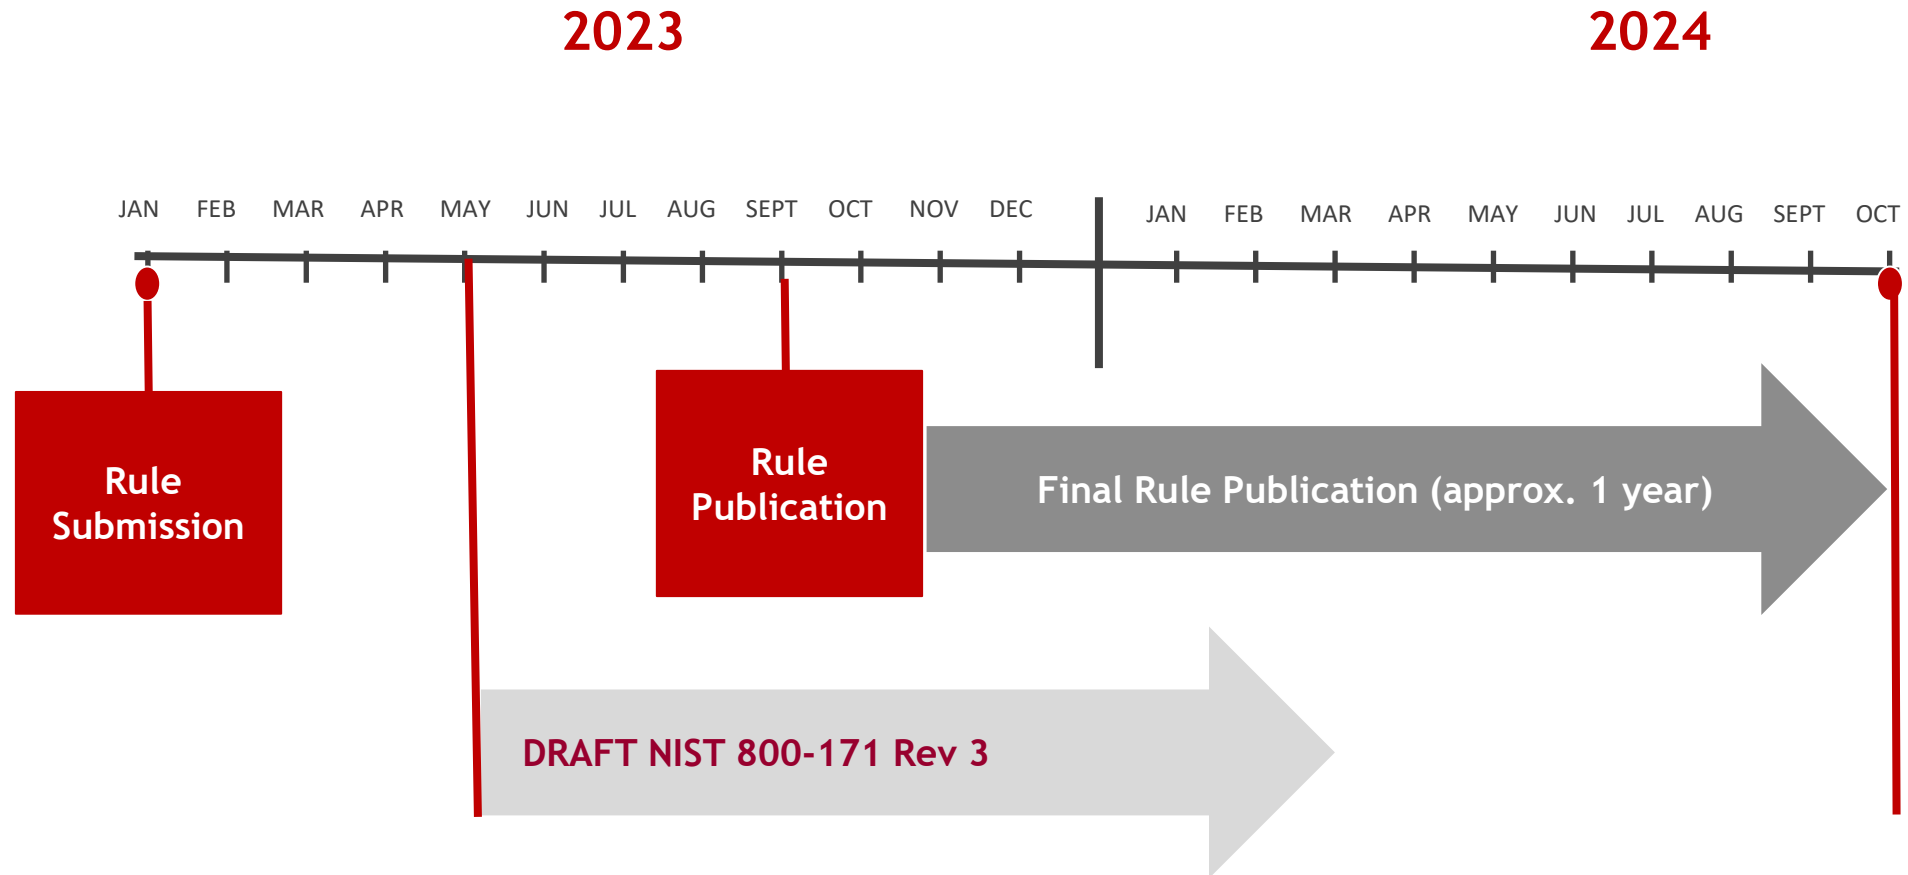 2023 2024
JAN FEB MAR APR MAY JUN JUL AUG SEPT OCT NOV DEC JAN FEB MAR APR MAY JUN JUL AUG SEPT OCT
Rule
Submission
Rule
Publication
Final Rule Publication (approx. 1 year)
DRAFT NIST 800-171 Rev 3